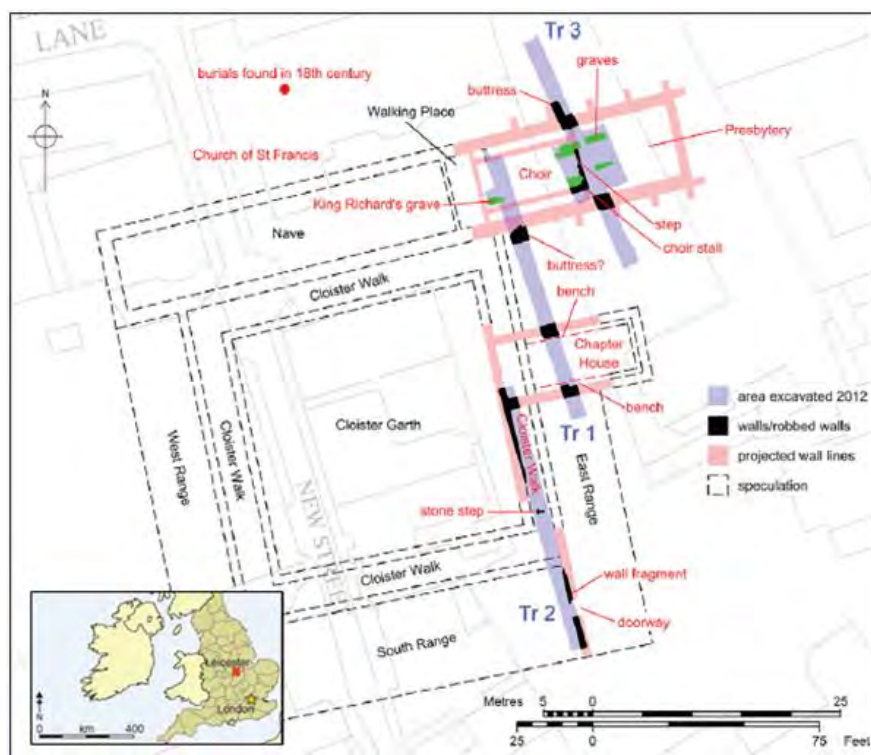 LANE
Tr 3
burials found in 18th century
graves
buttress
Walking Place
Presbytery
Church of St Francis
Choir
King Richard's grave
step
Nave
choir stall
buttress?
Cloister Walk
bench
Chapter
House
area excavated 2012
bench
walls/robbed walls
Cloister Garth
Tr 1
projected wall lines
West Range
Cloister Walk
Cloister Walk
East Range
speculation
NEW STREET
stone step
Cloister Walk
wall fragment
Tr 2
doorway
South Range
Leicester
London
N
0 km 400
Metres 5 0 25
25 0 75 Feet
N